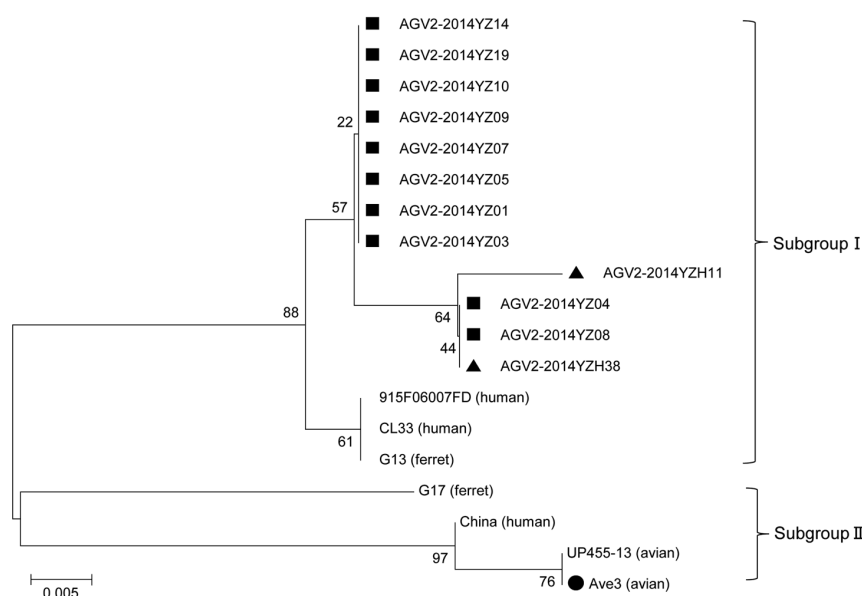 AGV2-2014YZ14
AGV2-2014YZ19
AGV2-2014YZ10
22
AGV2-2014YZ09
AGV2-2014YZ07
AGV2-2014YZ05
57
AGV2-2014YZ01
AGV2-2014YZ03
Subgroup Ⅰ
AGV2-2014YZH11
AGV2-2014YZ04
88
64
AGV2-2014YZ08
44
AGV2-2014YZH38
915F06007FD (human)
CL33 (human)
61
G13 (ferret)
G17 (ferret)
China (human)
Subgroup Ⅱ
97
UP455-13 (avian)
76
Ave3 (avian)
0.005